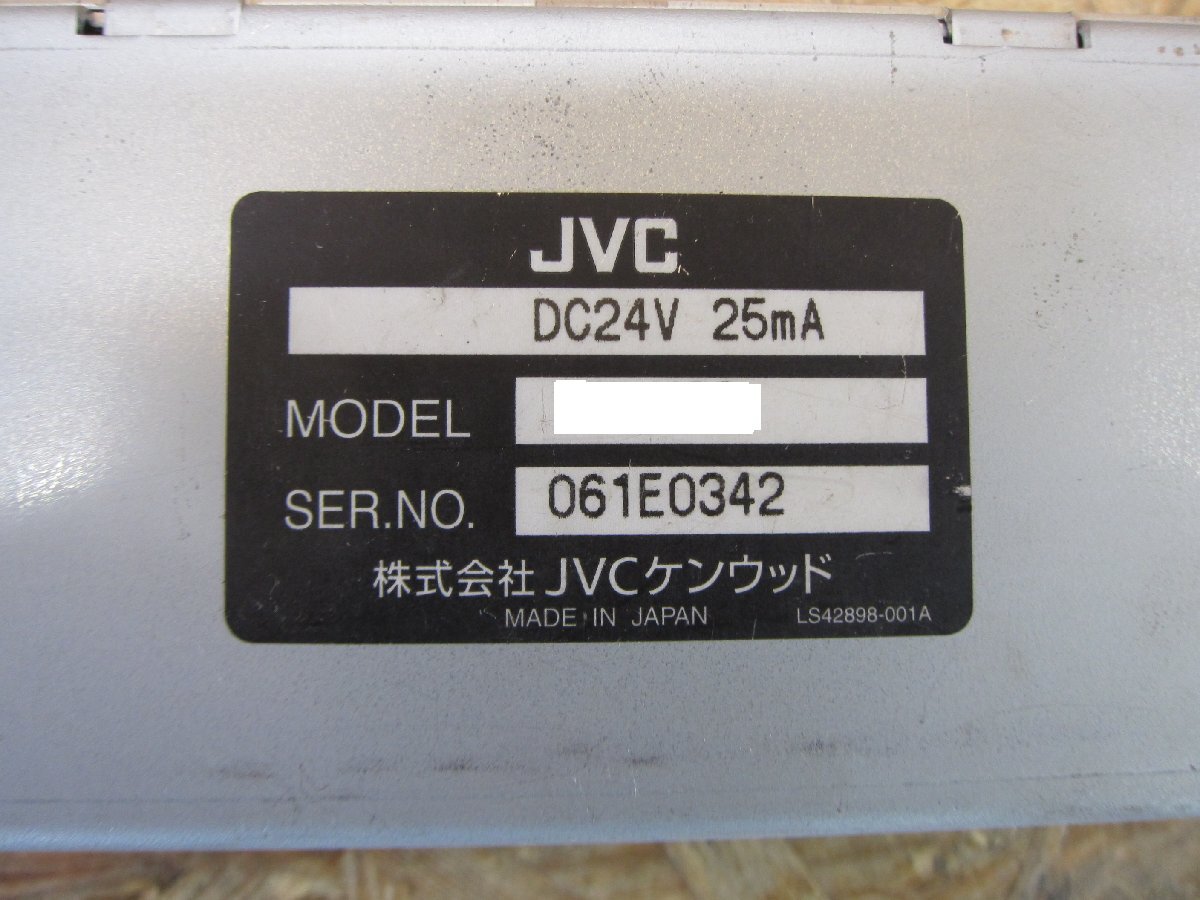 JVC
DC24V 25mA
MODEL
SER.NO. 061E0342
株式会社 JVCケンウッド
MADE IN JAPAN LS42898-001A